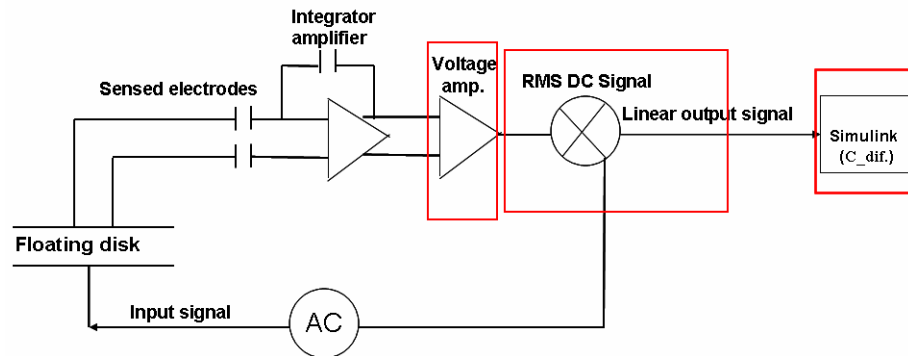 Integrator
amplifier
Voltage
amp.
RMS DC Signal
Sensed electrodes
Linear output signal
Simulink
(C_dif.)
Floating disk
Input signal
AC